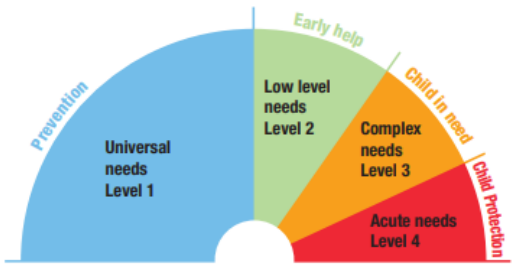 Prevention
Universal
needs
Level 1
Early help
Low level
needs
Level 2
Child in need
Complex
needs
Level 3
Child Protection
Acute needs
Level 4